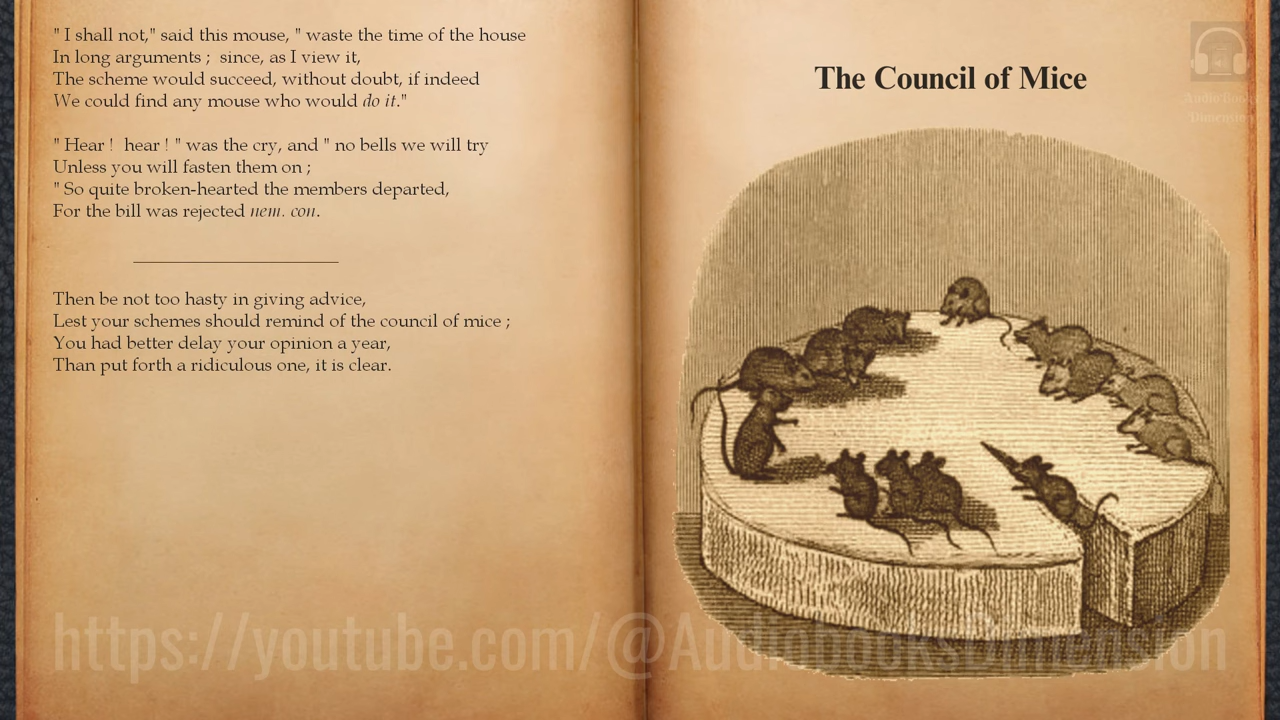 " I shall not," said this mouse, " waste the time of the house
In long arguments ;  since, as I view it,
The scheme would succeed, without doubt, if indeed
We could find any mouse who would do it."
" Hear !  hear ! " was the cry, and " no bells we will try
Unless you will fasten them on ;
" So quite broken-hearted the members departed,
For the bill was rejected nem. con.
Then be not too hasty in giving advice,
Lest your schemes should remind of the council of mice ;
You had better delay your opinion a year,
Than put forth a ridiculous one, it is clear.
The Council of Mice
Audio Books
Dimension
https://youtube.com/@AudiobooksDimension